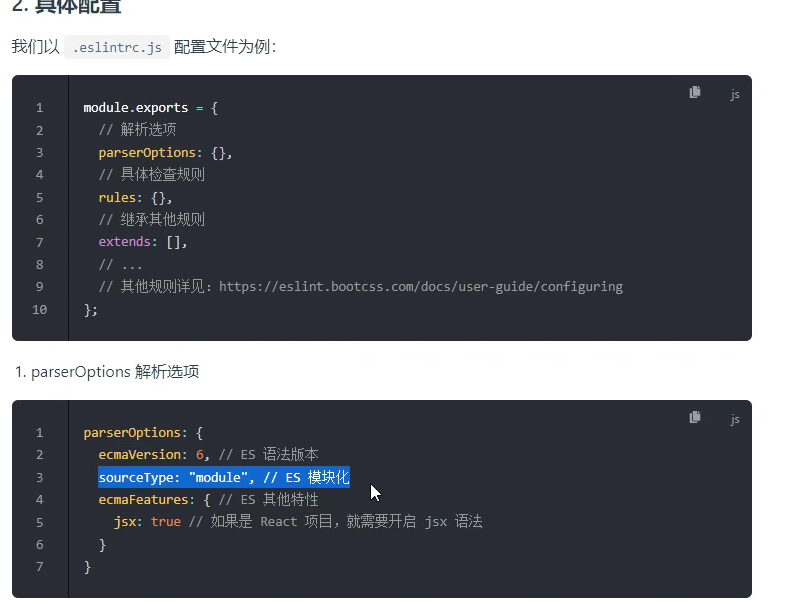 2. 具体配置
我们以 .eslintrc.js 配置文件为例：
js
1 module.exports = {
2 // 解析选项
3 parserOptions: {},
4 // 具体检查规则
5 rules: {},
6 // 继承其他规则
7 extends: [],
8 // ...
9 // 其他规则详见：https://eslint.bootcss.com/docs/user-guide/configuring
10 };
1. parserOptions 解析选项
js
1 parserOptions: {
2 ecmaVersion: 6, // ES 语法版本
3 sourceType: "module", // ES 模块化
4 ecmaFeatures: { // ES 其他特性
5 jsx: true // 如果是 React 项目，就需要开启 jsx 语法
6 }
7 }